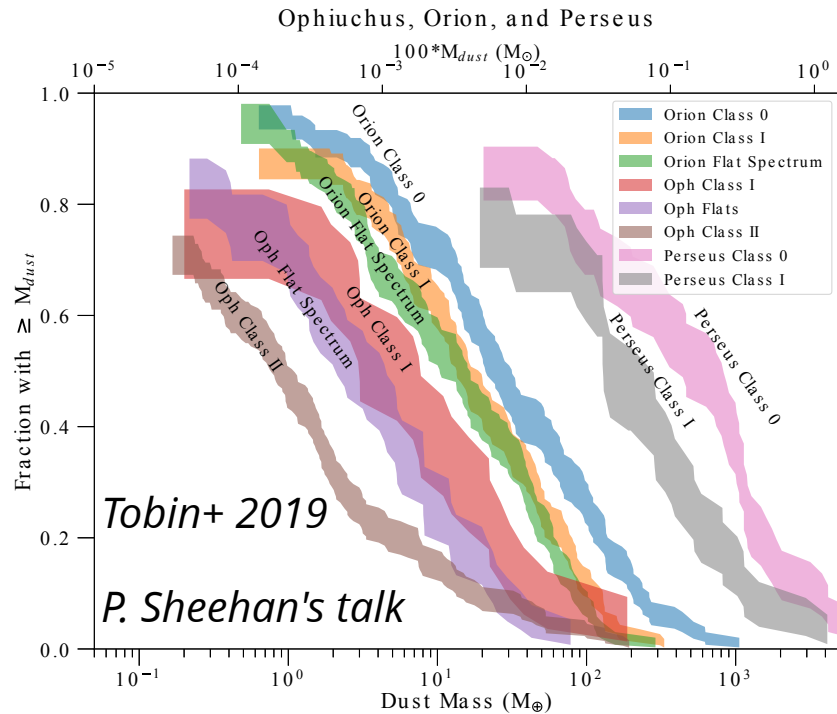 Ophiuchus, Orion, and Perseus
100*M_dust (M_⊙)
10^-5 10^-4 10^-3 10^-2 10^-1 10^0
Fraction with ≥ M_dust
1.0
0.8
0.6
0.4
0.2
0.0
Orion Class 0
Orion Class I
Orion Flat Spectrum
Oph Class I
Oph Flats
Oph Class II
Perseus Class 0
Perseus Class I
Orion Class 0
Orion Class I
Orion Flat Spectrum
Oph Class I
Oph Flat Spectrum
Oph Class II
Perseus Class 0
Perseus Class I
Tobin+ 2019
P. Sheehan's talk
10^-1 10^0 10^1 10^2 10^3
Dust Mass (M_⊕)